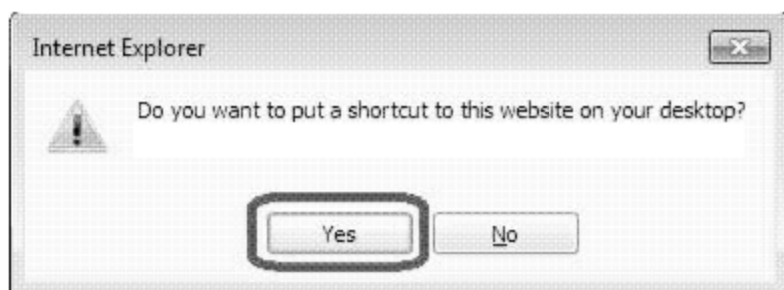 Internet Explorer
Do you want to put a shortcut to this website on your desktop?
Yes
No